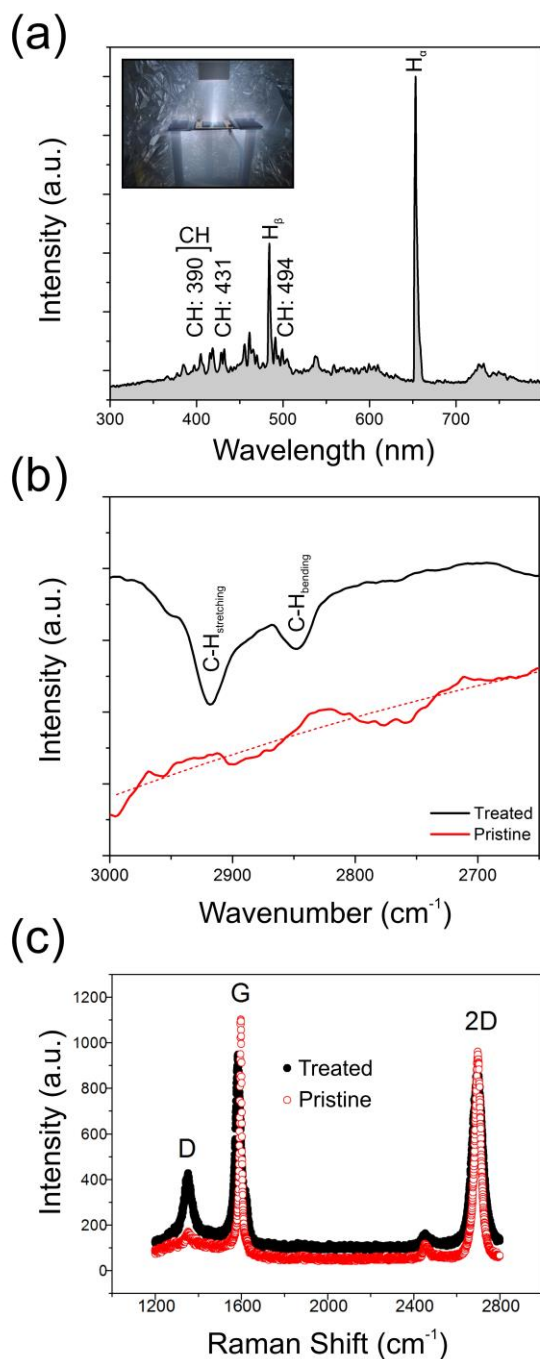 (a)
Intensity (a.u.)
CH
CH: 390
CH: 431
Hβ
CH: 494
Hα
300 400 500 600 700
Wavelength (nm)
(b)
Intensity (a.u.)
C-Hstretching
C-Hbending
Treated
Pristine
3000 2900 2800 2700
Wavenumber (cm-1)
(c)
Intensity (a.u.)
1200
1000
800
600
400
200
0
D
G
2D
Treated
Pristine
1200 1600 2000 2400 2800
Raman Shift (cm-1)